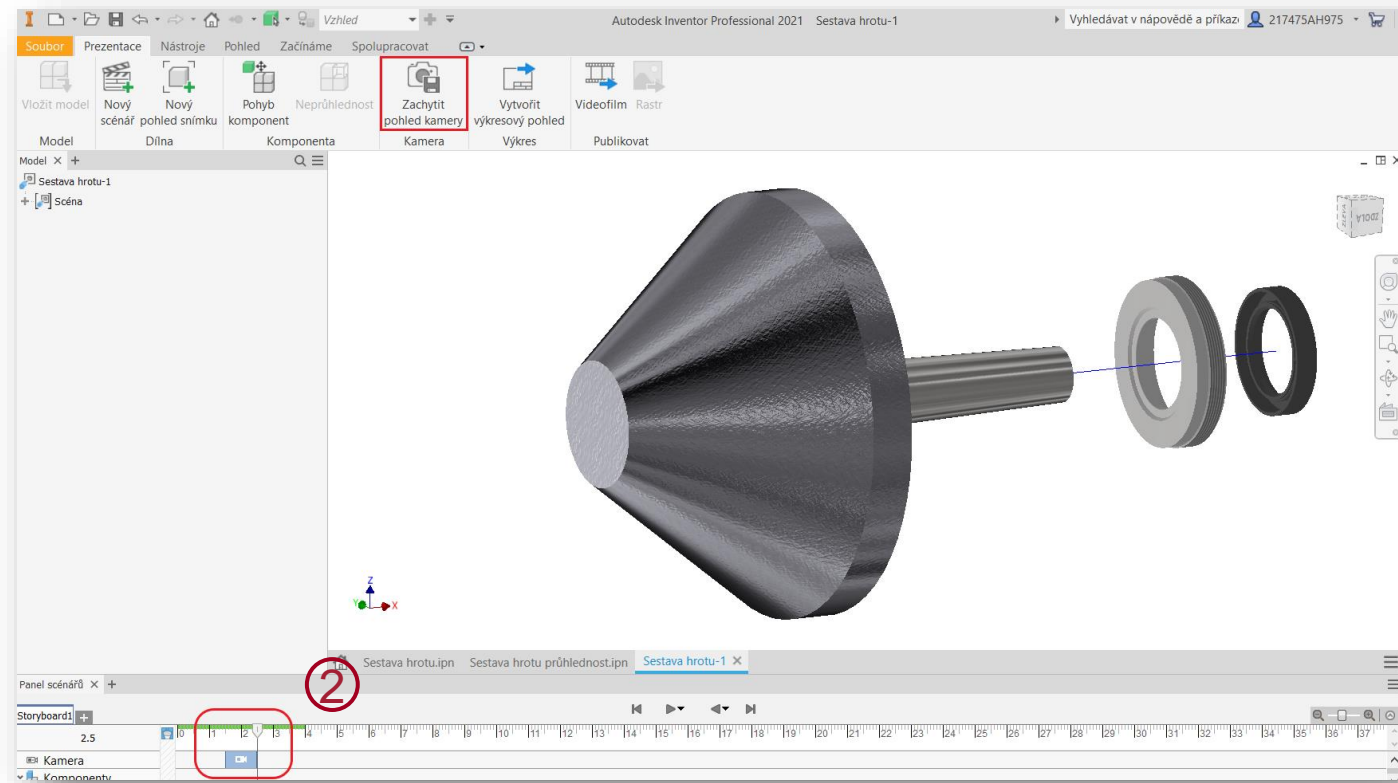 Vzhled
Autodesk Inventor Professional 2021 Sestava hrotu-1
Vyhledávat v nápovědě a příkaz
217475AH975
Soubor Prezentace Nástroje Pohled Začínáme Spolupracovat
Vložit model
Nový scénář
Nový pohled snímku
Pohyb komponent
Neprůhlednost
Zachytit pohled kamery
Vytvořit výkresový pohled
Videofilm
Rastr
Model Dílna Komponenta Kamera Výkres Publikovat
Model
Sestava hrotu-1
Scéna
Z
Y X
Sestava hrotu.ipn Sestava hrotu průhlednost.ipn Sestava hrotu-1
2
Panel scénářů
Storyboard1
2.5
0 1 2 3 4 5 6 7 8 9 10 11 12 13 14 15 16 17 18 19 20 21 22 23 24 25 26 27 28 29 30 31 32 33 34 35 36 37
Kamera
Komponenty